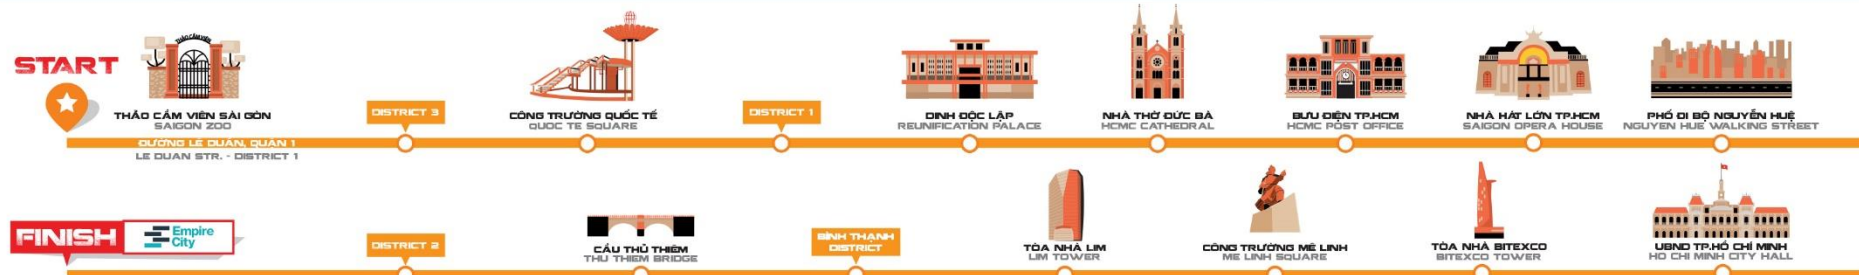 START
THẢO CẦM VIÊN
THẢO CẦM VIÊN SÀI GÒN
SAIGON ZOO
ĐƯỜNG LÊ DUẨN, QUẬN 1
LE DUAN STR. - DISTRICT 1
DISTRICT 3
CÔNG TRƯỜNG QUỐC TẾ
QUOC TE SQUARE
DISTRICT 1
DINH ĐỘC LẬP
REUNIFICATION PALACE
NHÀ THỜ ĐỨC BÀ
HCMC CATHEDRAL
BƯU ĐIỆN TP.HCM
HCMC POST OFFICE
NHÀ HÁT LỚN TP.HCM
SAIGON OPERA HOUSE
PHỐ ĐI BỘ NGUYỄN HUỆ
NGUYEN HUE WALKING STREET
FINISH
Empire
City
DISTRICT 2
CẦU THỦ THIÊM
THU THIEM BRIDGE
BÌNH THẠNH
DISTRICT
TÒA NHÀ LIM
LIM TOWER
CÔNG TRƯỜNG MÊ LINH
ME LINH SQUARE
TÒA NHÀ BITEXCO
BITEXCO TOWER
UBND TP.HỒ CHÍ MINH
HO CHI MINH CITY HALL